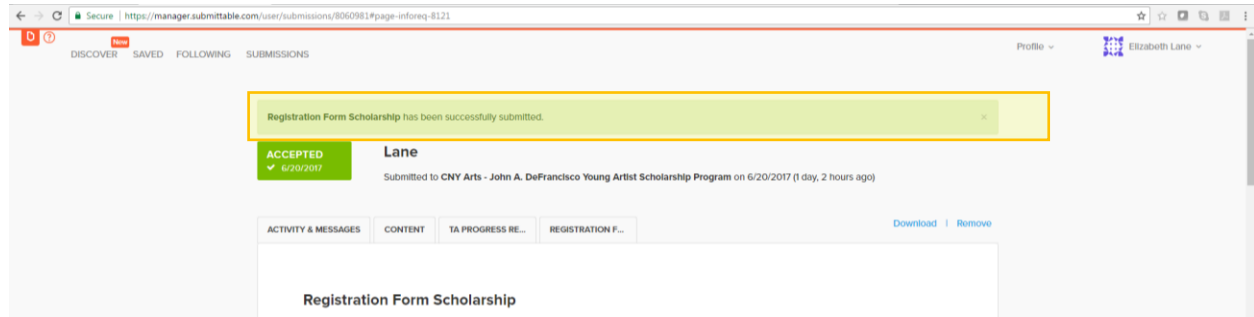 Secure | https://manager.submittable.com/user/submissions/8060981#page-inforeq-8121
New
DISCOVER SAVED FOLLOWING SUBMISSIONS
Profile
Elizabeth Lane
Registration Form Scholarship has been successfully submitted. ×
ACCEPTED
✓ 6/20/2017
Lane
Submitted to CNY Arts - John A. DeFrancisco Young Artist Scholarship Program on 6/20/2017 (1 day, 2 hours ago)
ACTIVITY & MESSAGES CONTENT TA PROGRESS RE... REGISTRATION F...
Download | Remove
Registration Form Scholarship